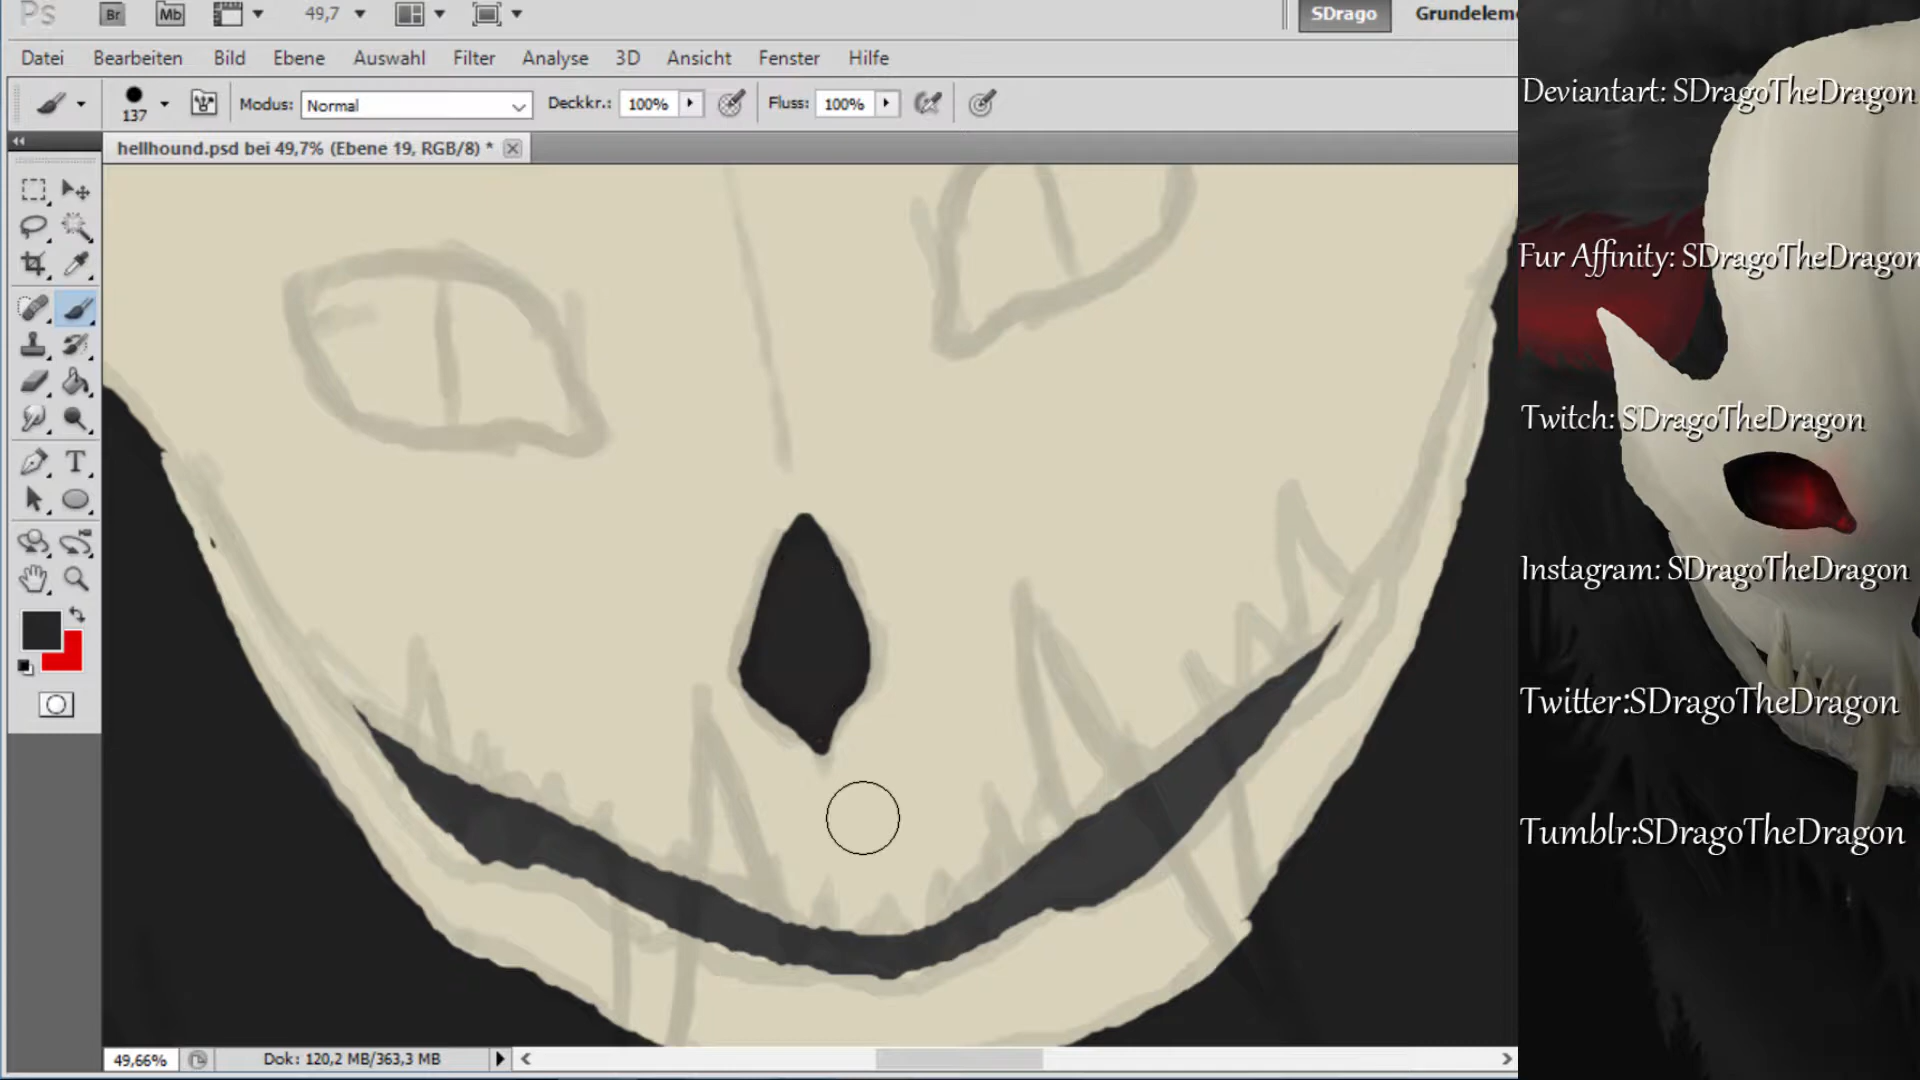 Ps Br Mb 49,7 SDrago Grundeleme
Datei Bearbeiten Bild Ebene Auswahl Filter Analyse 3D Ansicht Fenster Hilfe
137 Modus: Normal Deckkr.: 100% Fluss: 100%
hellhound.psd bei 49,7% (Ebene 19, RGB/8) *
T
Deviantart: SDragoTheDragon
Fur Affinity: SDragoTheDragon
Twitch: SDragoTheDragon
Instagram: SDragoTheDragon
Twitter:SDragoTheDragon
Tumblr:SDragoTheDragon
49,66% Dok: 120,2 MB/363,3 MB